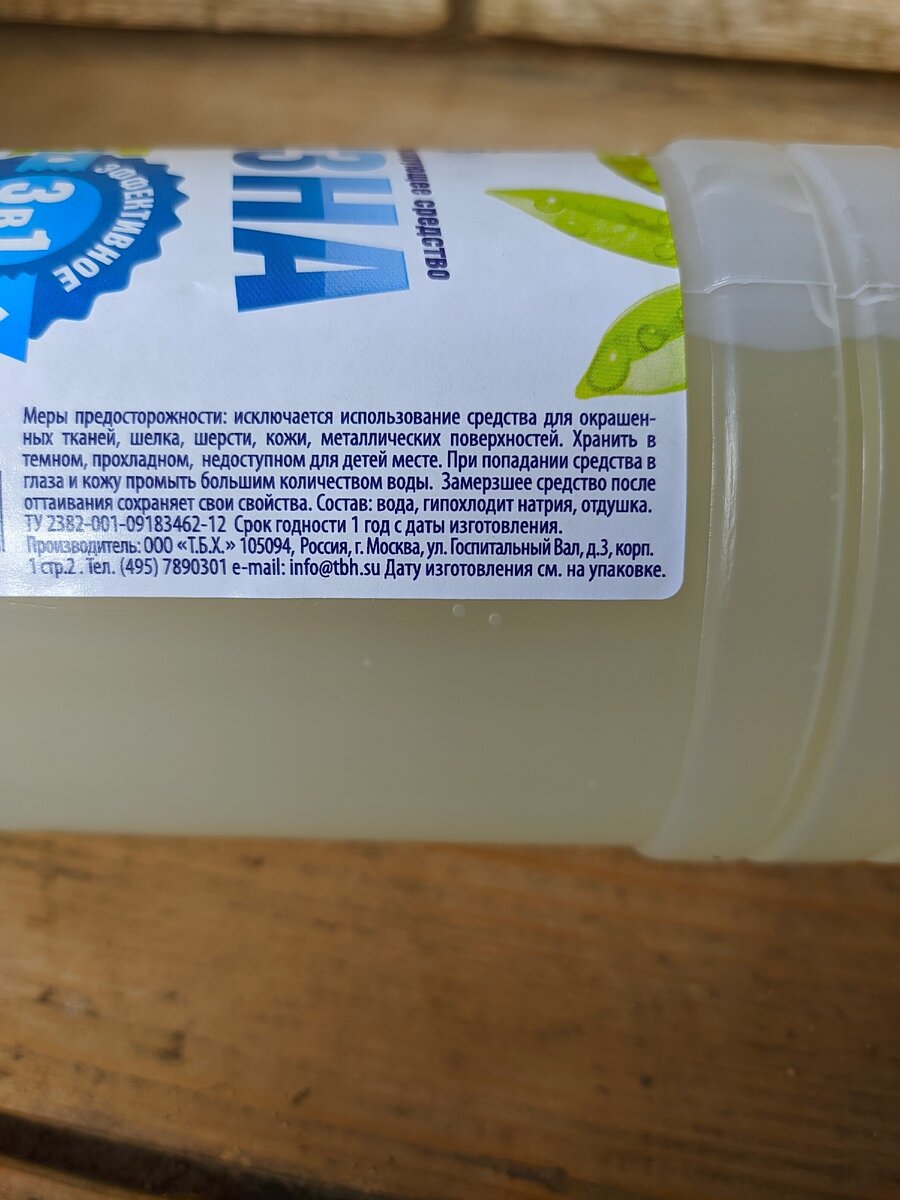 3 в 1
ЭФФЕКТИВНОЕ
ЗНА
средство
Меры предосторожности: исключается использование средства для окрашен-
ных тканей, шелка, шерсти, кожи, металлических поверхностей. Хранить в
темном, прохладном, недоступном для детей месте. При попадании средства в
глаза и кожу промыть большим количеством воды. Замерзшее средство после
оттаивания сохраняет свои свойства. Состав: вода, гипохлодит натрия, отдушка.
ТУ 2382-001-09183462-12 Срок годности 1 год с даты изготовления.
Производитель: ООО «Т.Б.Х.» 105094, Россия, г. Москва, ул. Госпитальный Вал, д.3, корп.
1 стр.2 . Тел. (495) 7890301 e-mail: info@tbh.su Дату изготовления см. на упаковке.